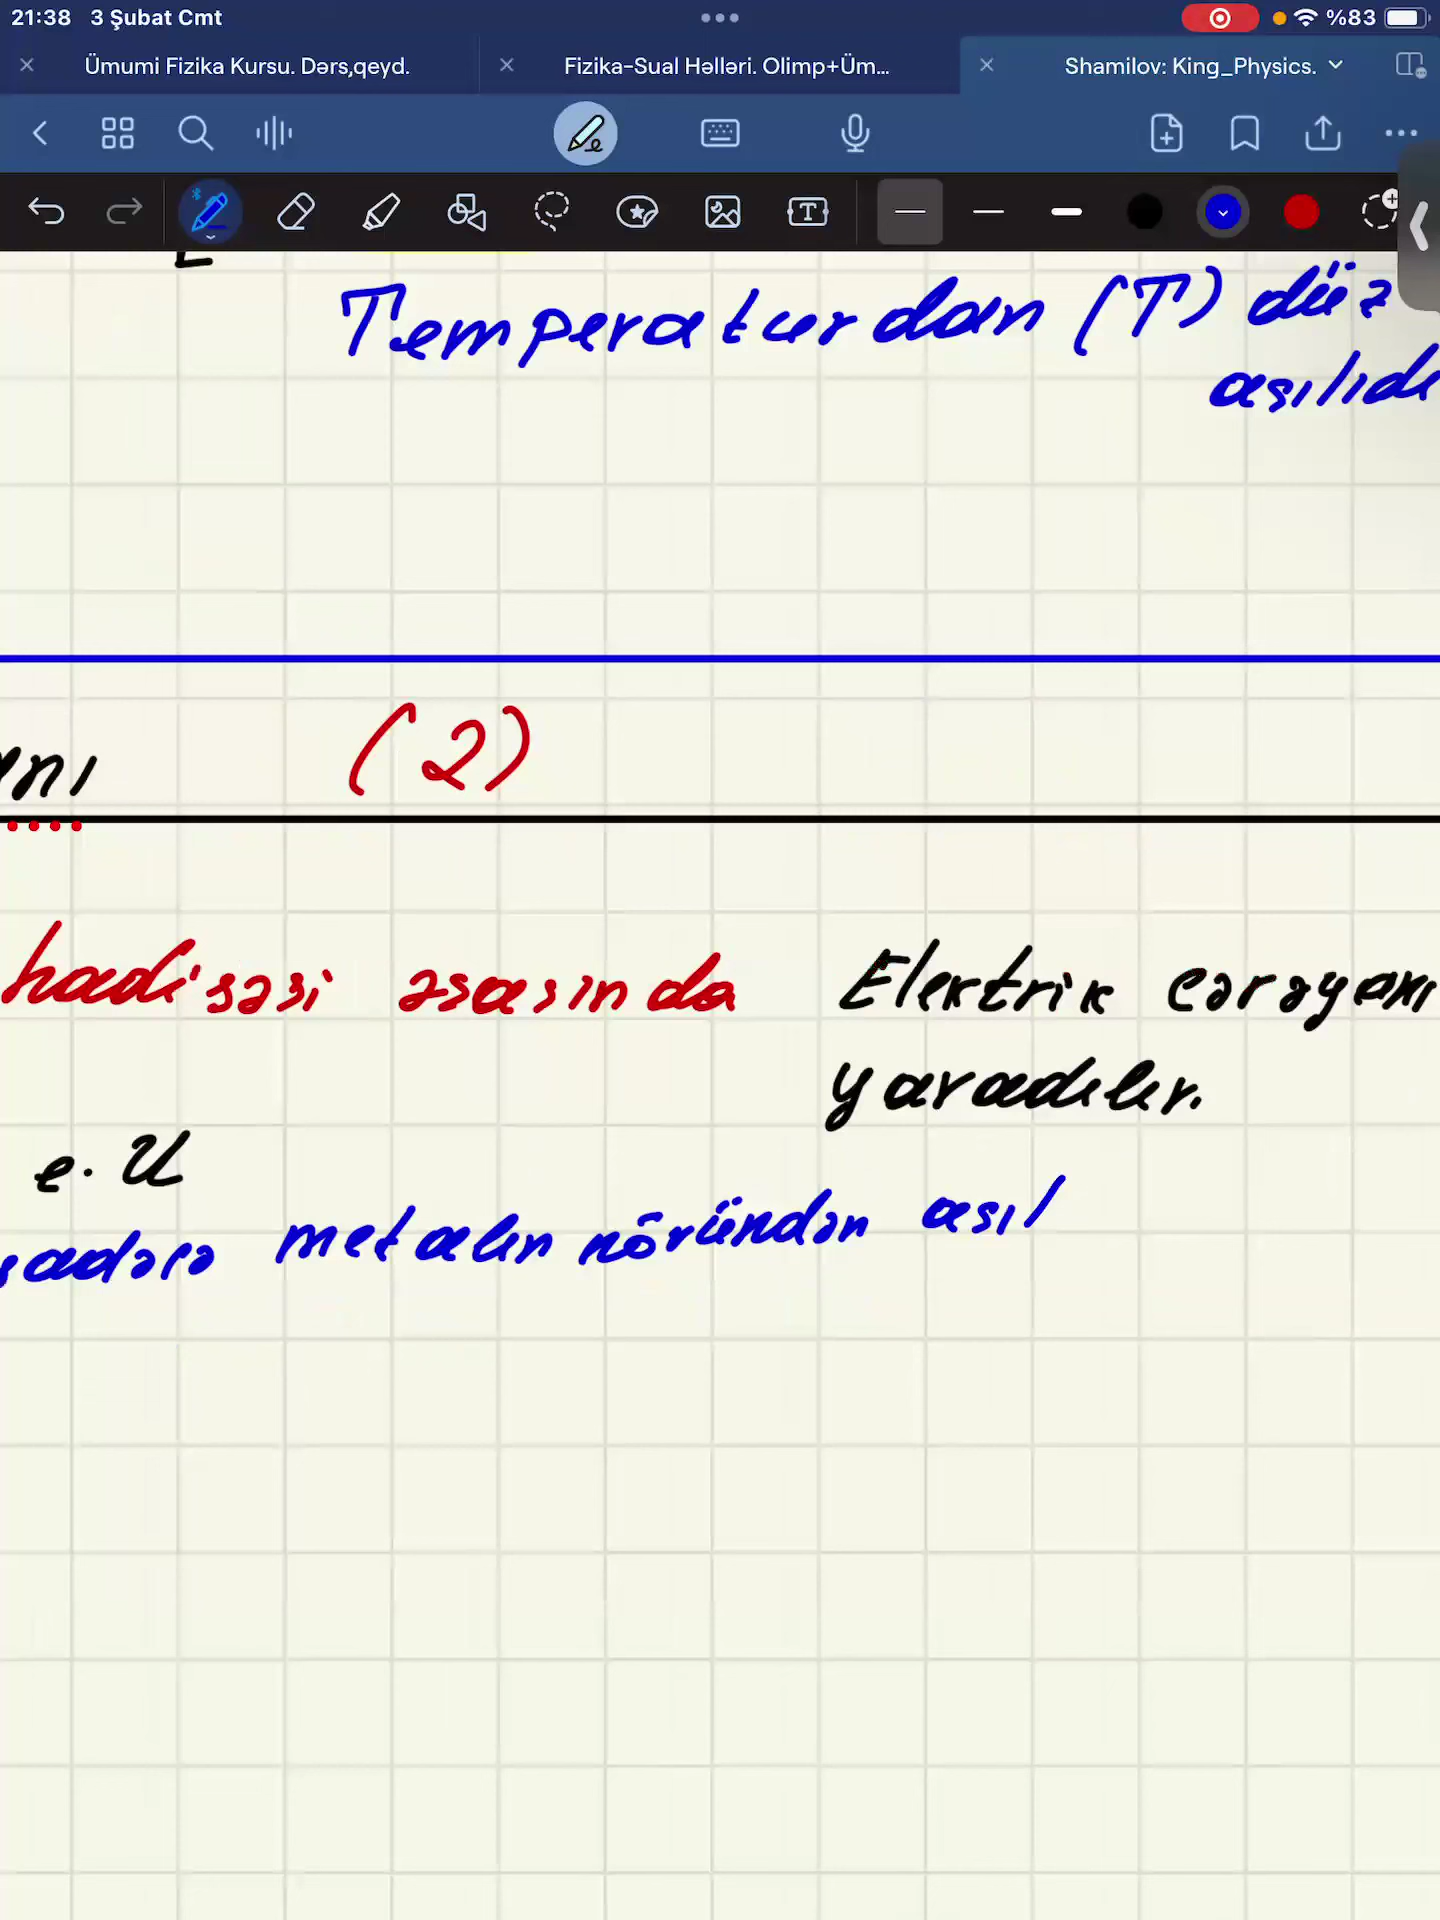 21:38 3 Şubat Cmt %83
Ümumi Fizika Kursu. Dərs,qeyd. Fizika-Sual Həlləri. Olimp+Üm... Shamilov: King_Physics.
Temperaturdan (T) düz
asılıdı
(2)
hadisəsi əsasında Elektrik cərəyanı
yaradılır.
e. U
metalın növündən asıl